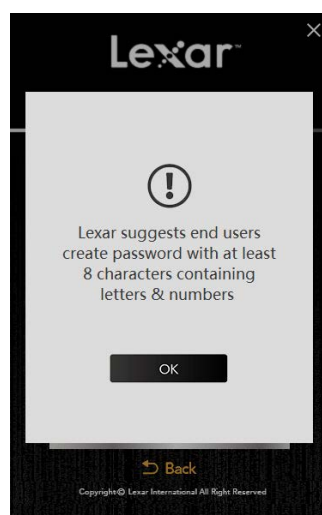 Lexar™
Lexar suggests end users
create password with at least
8 characters containing
letters & numbers
OK
Back
Copyright© Lexar International All Right Reserved